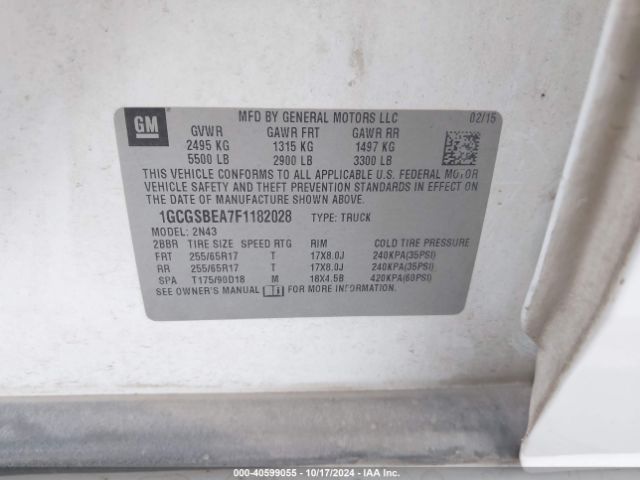 GM
MFD BY GENERAL MOTORS LLC 02/15
GVWR GAWR FRT GAWR RR
2495 KG 1315 KG 1497 KG
5500 LB 2900 LB 3300 LB
THIS VEHICLE CONFORMS TO ALL APPLICABLE U.S. FEDERAL MOTOR
VEHICLE SAFETY AND THEFT PREVENTION STANDARDS IN EFFECT ON
THE DATE OF MANUFACTURE SHOWN ABOVE.
1GCGSBEA7F1182028 TYPE: TRUCK
MODEL: 2N43
2BBR TIRE SIZE SPEED RTG RIM COLD TIRE PRESSURE
FRT 255/65R17 T 17X8.0J 240KPA(35PSI)
RR 255/65R17 T 17X8.0J 240KPA(35PSI)
SPA T175/90D18 M 18X4.5B 420KPA(60PSI)
SEE OWNER'S MANUAL FOR MORE INFORMATION.
000-40599055 - 10/17/2024 - IAA Inc.